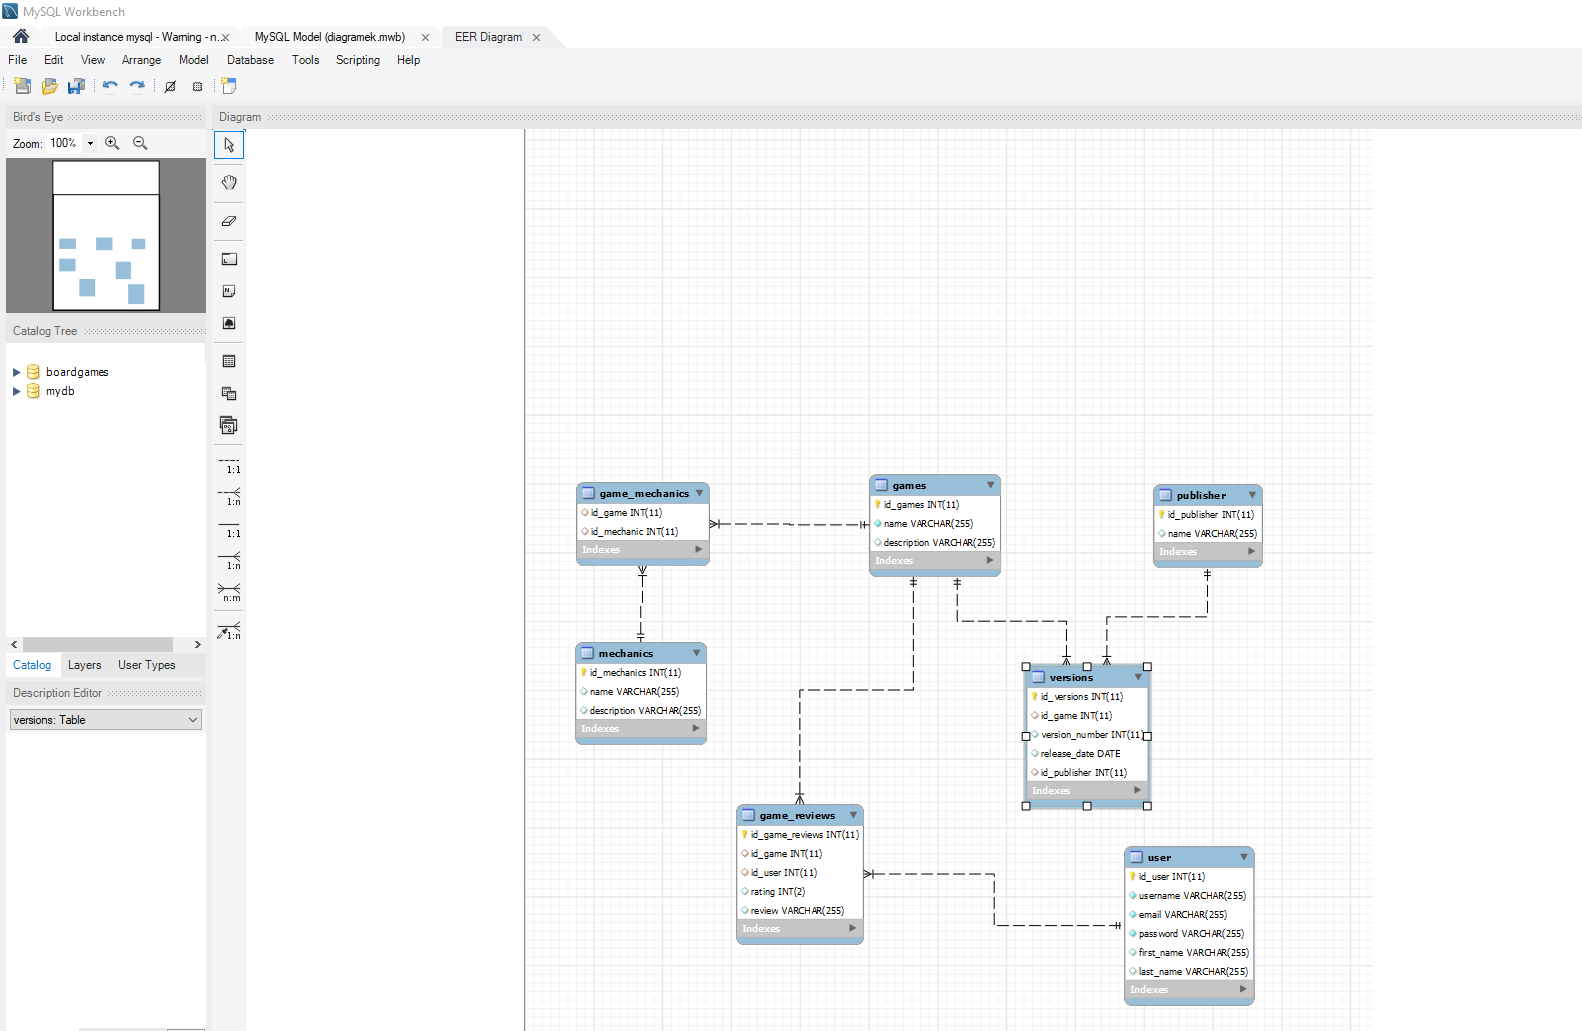 MySQL Workbench
Local instance mysql - Warning - n...
MySQL Model (diagramek.mwb)
EER Diagram
File Edit View Arrange Model Database Tools Scripting Help
Bird's Eye
Diagram
Zoom: 100%
Catalog Tree
boardgames
mydb
1:1
1:n
1:1
1:n
n:m
1:n
Catalog Layers User Types
Description Editor
versions: Table
game_mechanics
id_game INT(11)
id_mechanic INT(11)
Indexes
games
id_games INT(11)
name VARCHAR(255)
description VARCHAR(255)
Indexes
publisher
id_publisher INT(11)
name VARCHAR(255)
Indexes
mechanics
id_mechanics INT(11)
name VARCHAR(255)
description VARCHAR(255)
Indexes
versions
id_versions INT(11)
id_game INT(11)
version_number INT(11)
release_date DATE
id_publisher INT(11)
Indexes
game_reviews
id_game_reviews INT(11)
id_game INT(11)
id_user INT(11)
rating INT(2)
review VARCHAR(255)
Indexes
user
id_user INT(11)
username VARCHAR(255)
email VARCHAR(255)
password VARCHAR(255)
first_name VARCHAR(255)
last_name VARCHAR(255)
Indexes